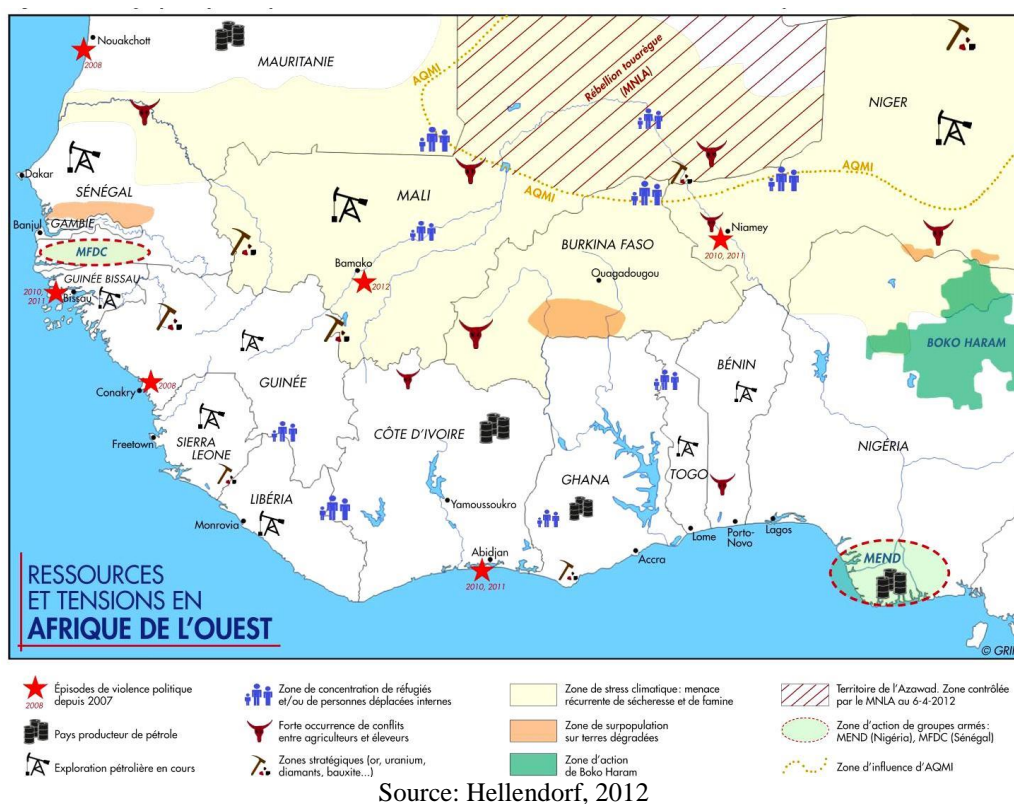 Nouakchott
2008
MAURITANIE
AQMI
Rébellion touarègue
(MNLA)
NIGER
Dakar
SÉNÉGAL
MALI
AQMI
AQMI
Banjul
GAMBIE
MFDC
BURKINA FASO
Niamey
2010, 2011
Ouagadougou
Bamako
2012
GUINÉE BISSAU
2010,
2011
Bissau
BOKO HARAM
BÉNIN
GUINÉE
2008
Conakry
CÔTE D'IVOIRE
Freetown
SIERRA
LEONE
NIGÉRIA
GHANA
TOGO
LIBÉRIA
Yamoussoukro
Monrovia
Lome
Porto-
Novo
Lagos
Abidjan
2010, 2011
Accra
MEND
RESSOURCES
ET TENSIONS EN
AFRIQUE DE L'OUEST
© GRI
2008
Épisodes de violence politique
depuis 2007
Pays producteur de pétrole
Exploration pétrolière en cours
Zone de concentration de réfugiés
et/ou de personnes déplacées internes
Forte occurrence de conflits
entre agriculteurs et éleveurs
Zones stratégiques (or, uranium,
diamants, bauxite...)
Zone de stress climatique : menace
récurrente de sécheresse et de famine
Zone de surpopulation
sur terres dégradées
Zone d'action
de Boko Haram
Territoire de l'Azawad. Zone contrôlée
par le MNLA au 6-4-2012
Zone d'action de groupes armés :
MEND (Nigéria), MFDC (Sénégal)
Zone d'influence d'AQMI
Source: Hellendorf, 2012